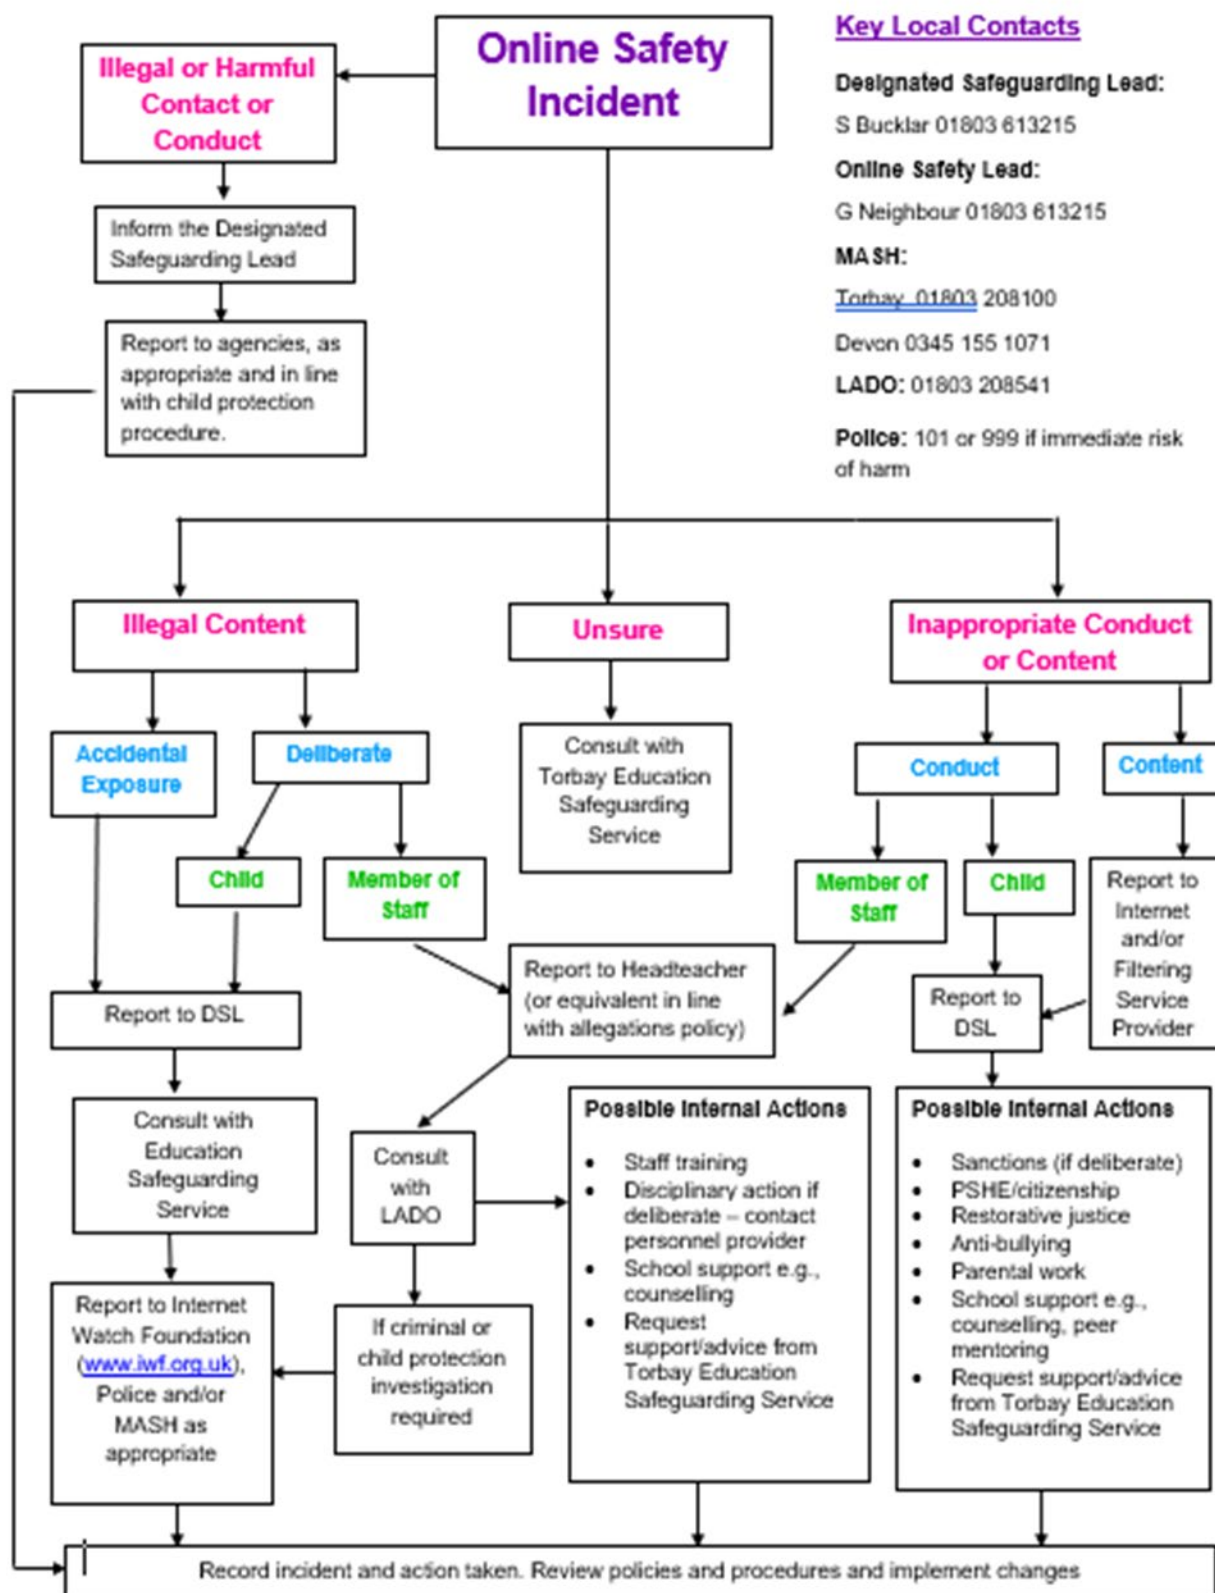 Online Safety
Incident
Illegal or Harmful
Contact or
Conduct
Inform the Designated
Safeguarding Lead
Report to agencies, as
appropriate and in line
with child protection
procedure.
Key Local Contacts
Designated Safeguarding Lead:
S Bucklar 01803 613215
Online Safety Lead:
G Neighbour 01803 613215
MASH:
Torbay 01803 208100
Devon 0345 155 1071
LADO: 01803 208541
Police: 101 or 999 if immediate risk
of harm
Illegal Content
Accidental
Exposure
Deliberate
Child
Member of
Staff
Report to DSL
Consult with
Education
Safeguarding
Service
Report to Internet
Watch Foundation
(www.iwf.org.uk),
Police and/or
MASH as
appropriate
Unsure
Consult with
Torbay Education
Safeguarding
Service
Report to Headteacher
(or equivalent in line
with allegations policy)
Consult
with
LADO
If criminal or
child protection
investigation
required
Possible Internal Actions
• Staff training
• Disciplinary action if
deliberate – contact
personnel provider
• School support e.g.,
counselling
• Request
support/advice from
Torbay Education
Safeguarding Service
Inappropriate Conduct
or Content
Conduct
Content
Member of
Staff
Child
Report to
Internet
and/or
Filtering
Service
Provider
Report to
DSL
Possible Internal Actions
• Sanctions (if deliberate)
• PSHE/citizenship
• Restorative justice
• Anti-bullying
• Parental work
• School support e.g.,
counselling, peer
mentoring
• Request support/advice
from Torbay Education
Safeguarding Service
Record incident and action taken. Review policies and procedures and implement changes